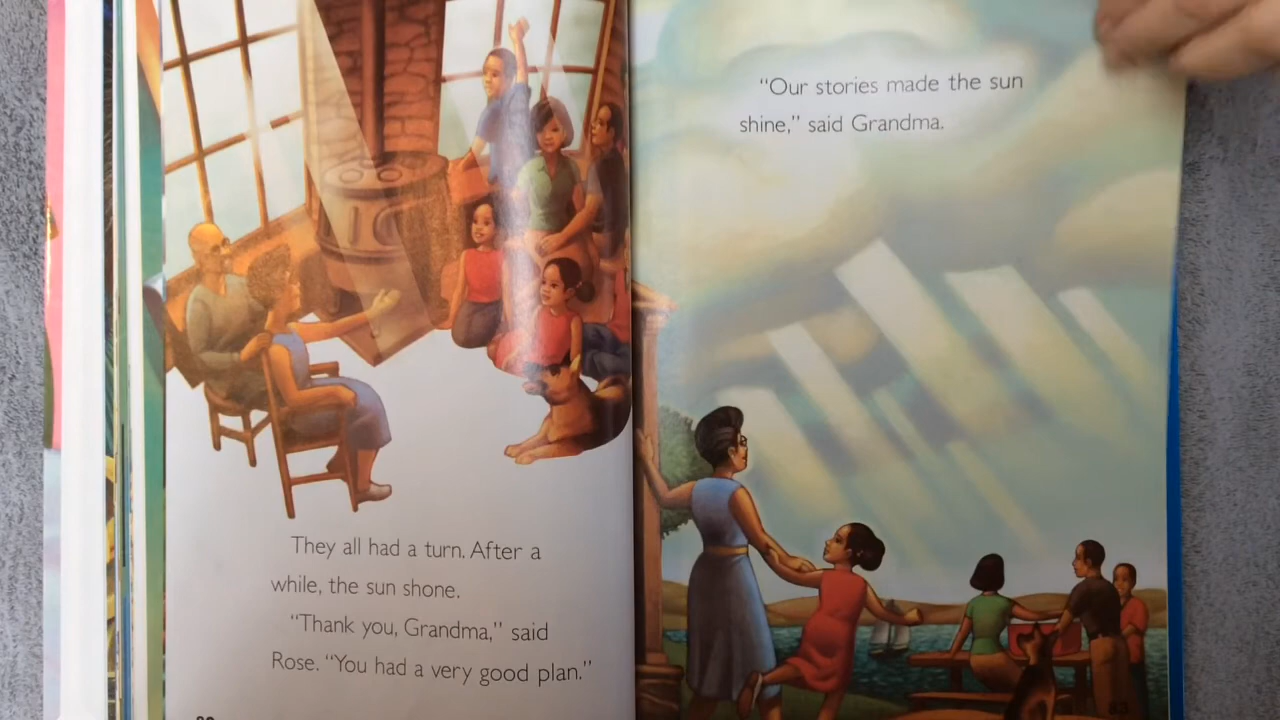 They all had a turn. After a
while, the sun shone.
"Thank you, Grandma," said
Rose. "You had a very good plan."
"Our stories made the sun
shine," said Grandma.